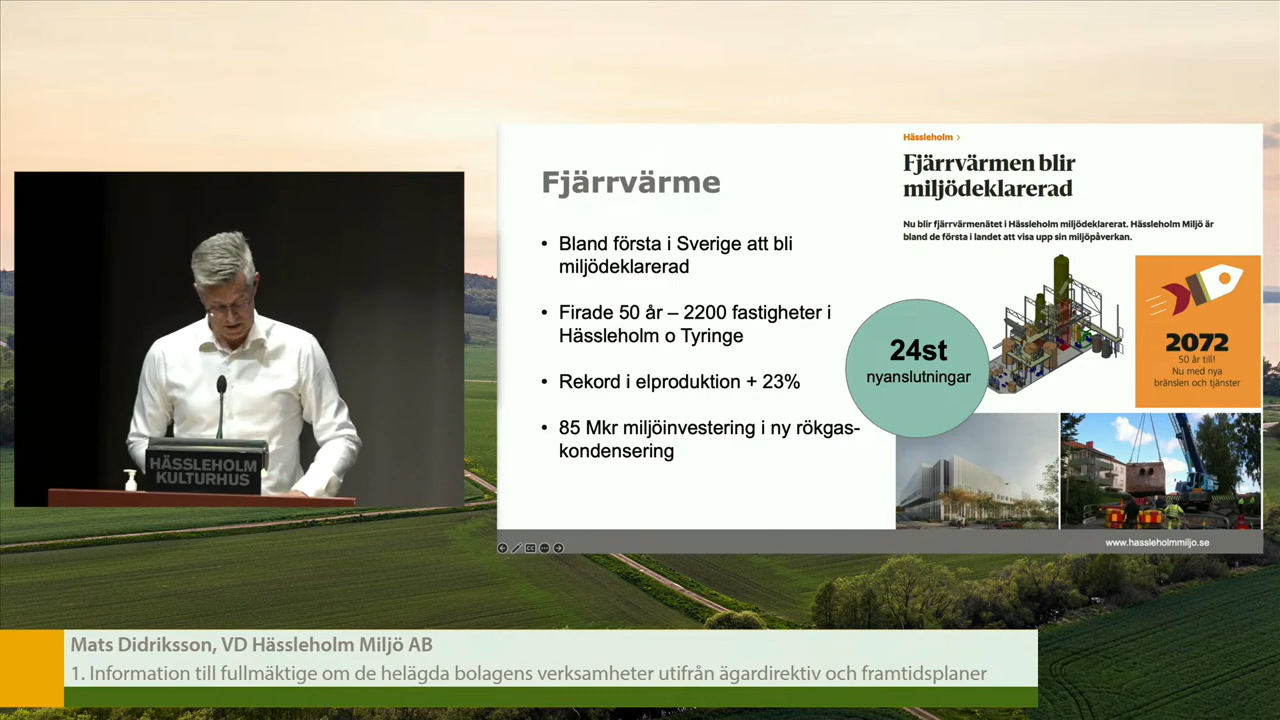 HÄSSLEHOLM
KULTURHUS
Fjärrvärme
• Bland första i Sverige att bli
miljödeklarerad
• Firade 50 år – 2200 fastigheter i
Hässleholm o Tyringe
• Rekord i elproduktion + 23%
• 85 Mkr miljöinvestering i ny rökgas-
kondensering
24st
nyanslutningar
Hässleholm >
Fjärrvärmen blir
miljödeklarerad
Nu blir fjärrvärmenätet i Hässleholm miljödeklarerat. Hässleholm Miljö är
bland de första i landet att visa upp sin miljöpåverkan.
2072
50 år till!
Nu med nya
bränslen och tjänster
www.hassleholmmiljo.se
Mats Didriksson, VD Hässleholm Miljö AB
1. Information till fullmäktige om de helägda bolagens verksamheter utifrån ägardirektiv och framtidsplaner